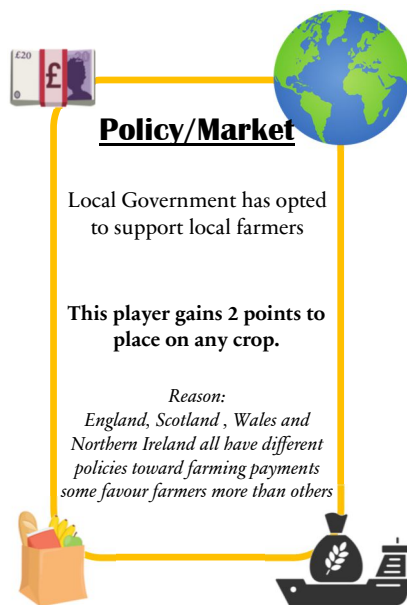 £20
£
Policy/Market
Local Government has opted
to support local farmers
This player gains 2 points to
place on any crop.
Reason:
England, Scotland , Wales and
Northern Ireland all have different
policies toward farming payments
some favour farmers more than others